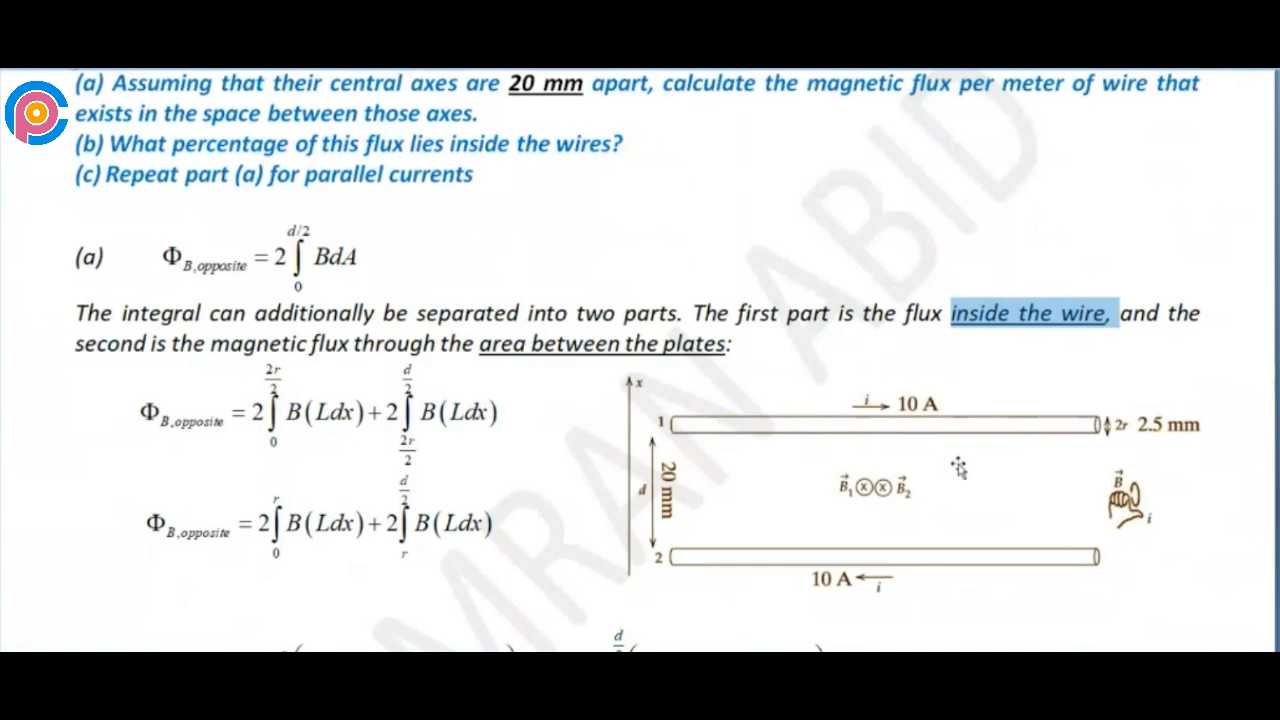 (a) Assuming that their central axes are 20 mm apart, calculate the magnetic flux per meter of wire that
exists in the space between those axes.
(b) What percentage of this flux lies inside the wires?
(c) Repeat part (a) for parallel currents
(a) Φ_{B,opposite} = 2 ∫_0^{d/2} BdA
The integral can additionally be separated into two parts. The first part is the flux inside the wire, and the
second is the magnetic flux through the area between the plates:
Φ_{B,opposite} = 2 ∫_0^{2r/2} B(Ldx) + 2 ∫_{2r/2}^{d/2} B(Ldx)
Φ_{B,opposite} = 2 ∫_0^r B(Ldx) + 2 ∫_r^{d/2} B(Ldx)
x
i → 10 A
1
2r 2.5 mm
d 20 mm
B⃗₁ ⊗⊗ B⃗₂
B⃗
i
2
10 A ← i
d
MRAN ABID